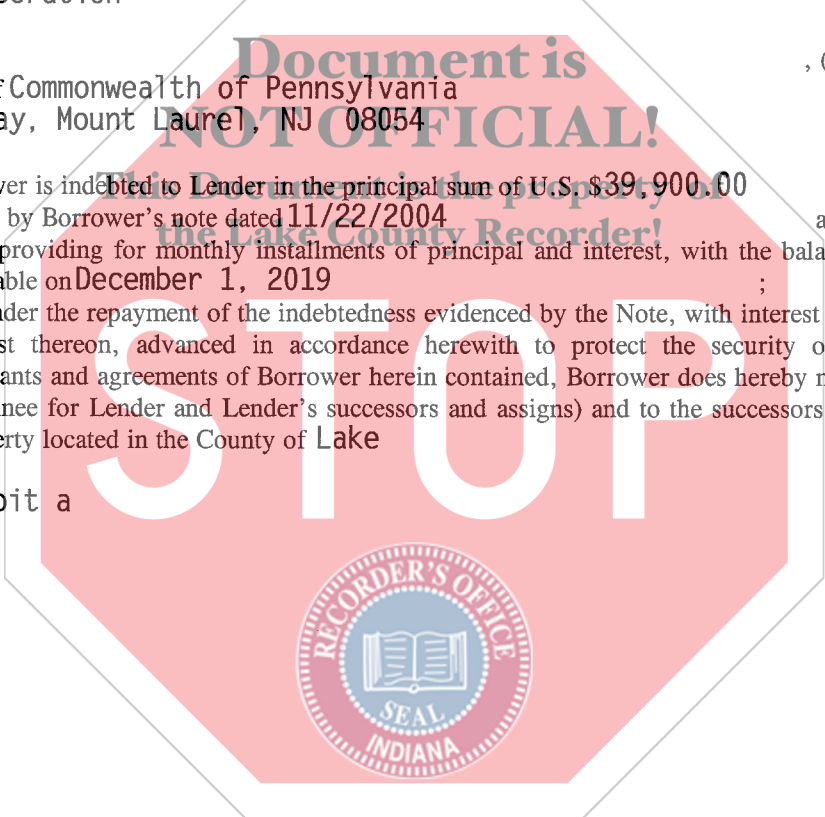 Document is
NOT OFFICIAL!
This Document is the property of
the Lake County Recorder!
Commonwealth of Pennsylvania
ay, Mount Laurel, NJ 08054
ver is indebted to Lender in the principal sum of U.S. $39,900.00
by Borrower's note dated 11/22/2004
providing for monthly installments of principal and interest, with the bala
able on December 1, 2019 ;
der the repayment of the indebtedness evidenced by the Note, with interest
st thereon, advanced in accordance herewith to protect the security o
ants and agreements of Borrower herein contained, Borrower does hereby
nee for Lender and Lender's successors and assigns) and to the successors
erty located in the County of Lake
bit a
STOP
RECORDER'S OFFICE
SEAL
INDIANA